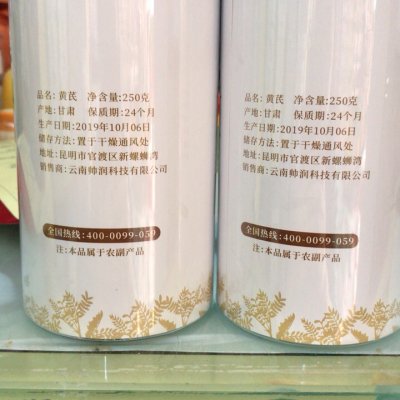 品名: 黄芪 净含量:250克
产地: 甘肃 保质期:24个月
生产日期:2019年10月06日
储存方法: 置于干燥通风处
地址: 昆明市官渡区新螺蛳湾
销售商: 云南帅润科技有限公司
全国热线: 400-0099-059
注:本品属于农副产品
品名: 黄芪 净含量:250克
产地: 甘肃 保质期:24个月
生产日期:2019年10月06日
储存方法: 置于干燥通风处
地址: 昆明市官渡区新螺蛳湾
销售商: 云南帅润科技有限公司
全国热线: 400-0099-059
注:本品属于农副产品